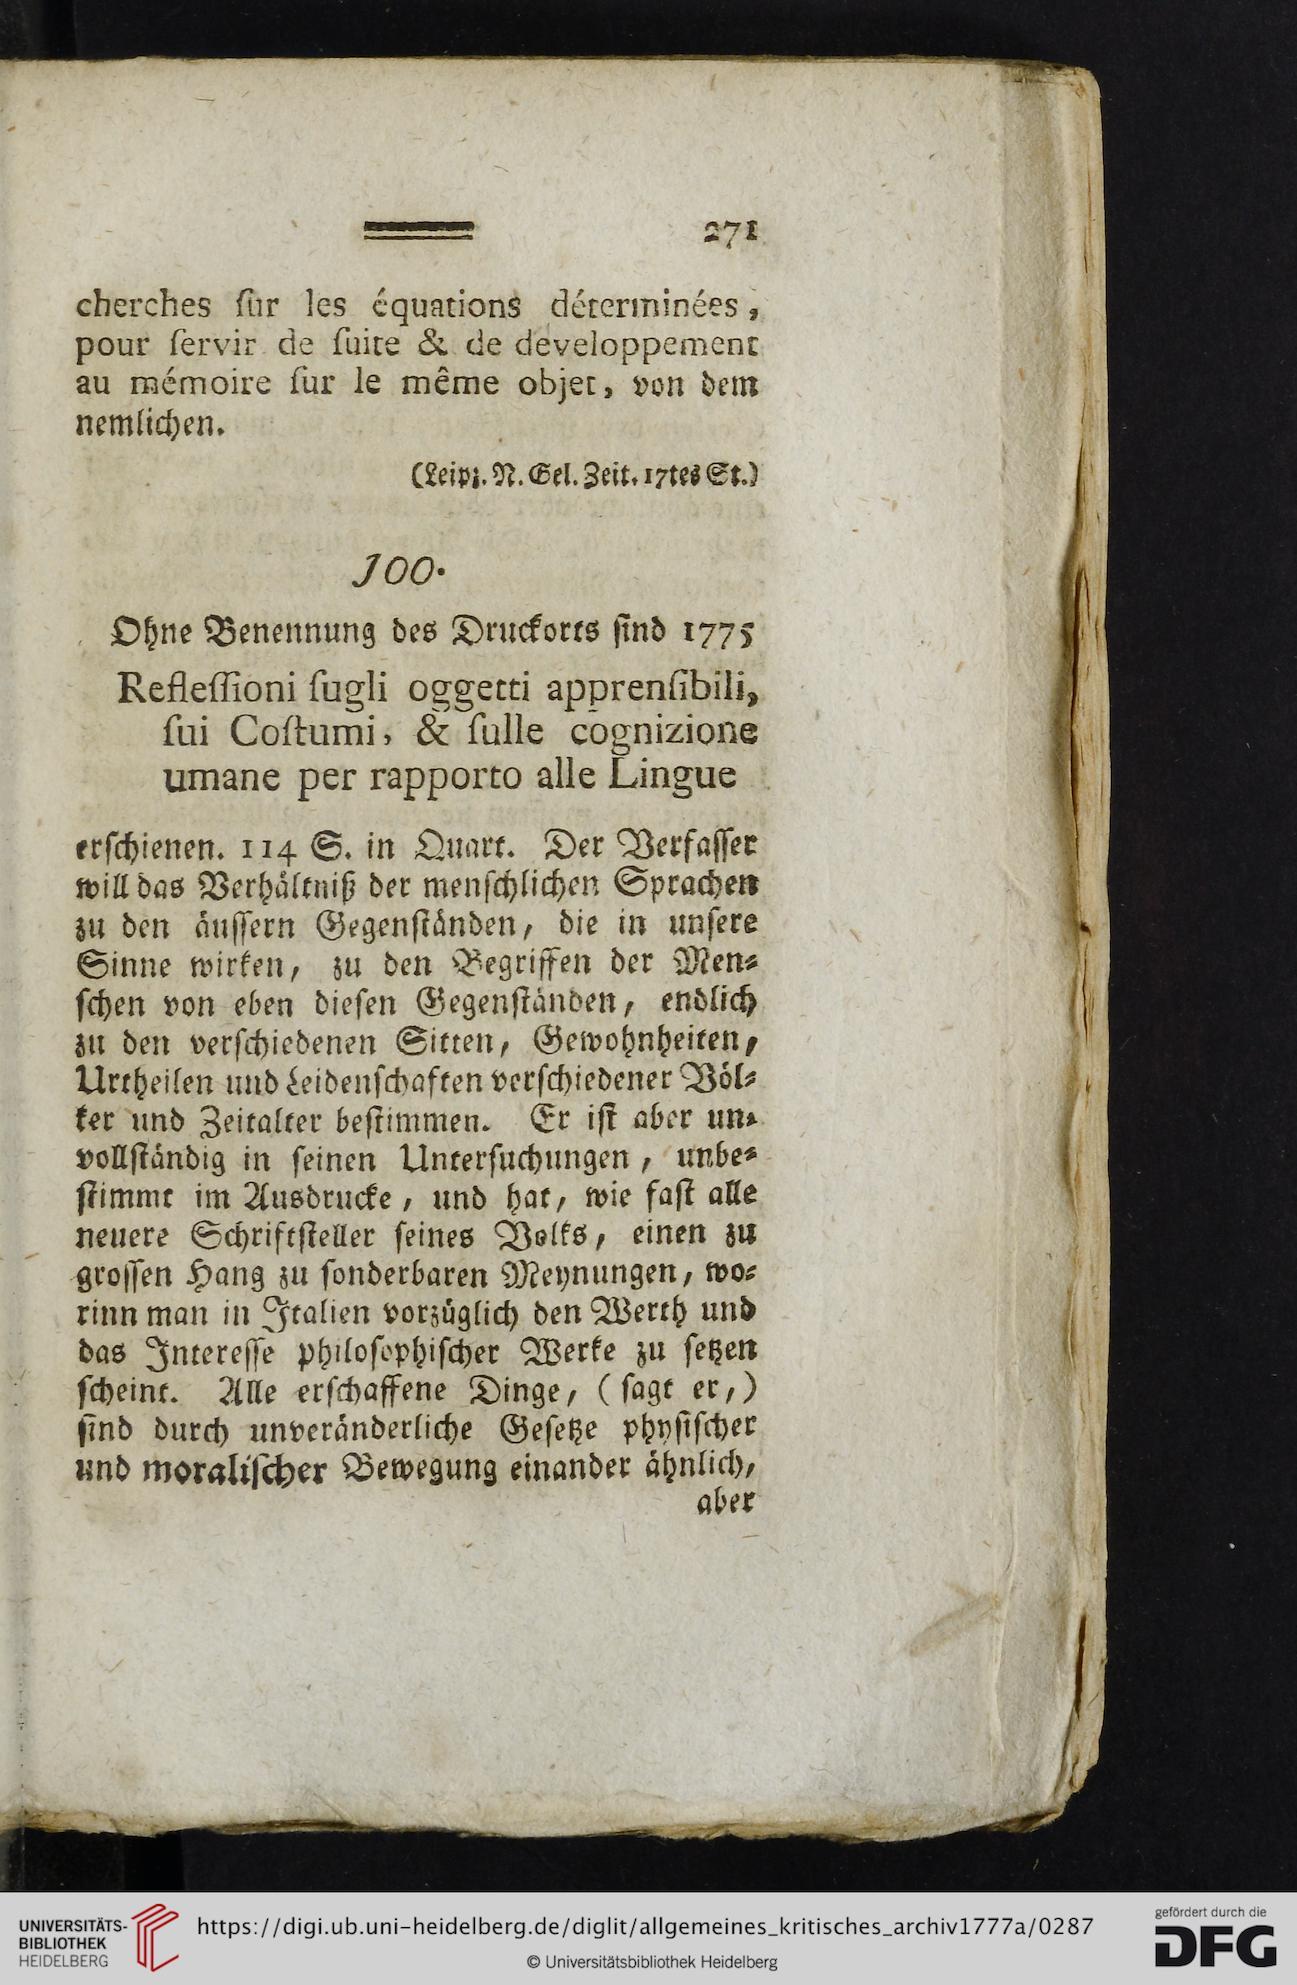 271
cherches ſur les équations déterminées,
pour ſervir de ſuite & de developpement
au mémoire ſur le même objet, von dem
nemlichen.
(Leipz. N. Gel. Zeit. 17tes St.)
100.
Ohne Benennung des Druckorts ſind 1775
Refleſſioni ſugli oggetti apprenſibili,
ſui Coſtumi, & ſulle cognizione
umane per rapporto alle Lingue
erſchienen. 114 S. in Quart. Der Verfaſſer
will das Verhältniß der menſchlichen Sprachen
zu den äuſſern Gegenſtänden, die in unſere
Sinne wirken, zu den Begriffen der Men⸗
ſchen von eben dieſen Gegenſtänden, endlich
zu den verſchiedenen Sitten, Gewohnheiten,
Urtheilen und Leidenſchaften verſchiedener Völ⸗
ker und Zeitalter beſtimmen. Er iſt aber un⸗
vollſtändig in ſeinen Unterſuchungen, unbe⸗
ſtimmt im Ausdrucke, und hat, wie faſt alle
neuere Schriftſteller ſeines Volks, einen zu
groſſen Hang zu ſonderbaren Meynungen, wo⸗
rinn man in Italien vorzüglich den Werth und
das Intereſſe philoſophiſcher Werke zu ſetzen
ſcheint. Alle erſchaffene Dinge, (ſagt er,)
ſind durch unveränderliche Geſetze phyſiſcher
und moraliſcher Bewegung einander ähnlich,
aber
UNIVERSITÄTS-
BIBLIOTHEK
HEIDELBERG
https://digi.ub.uni-heidelberg.de/diglit/allgemeines_kritisches_archiv1777a/0287
© Universitätsbibliothek Heidelberg
gefördert durch die
DFG